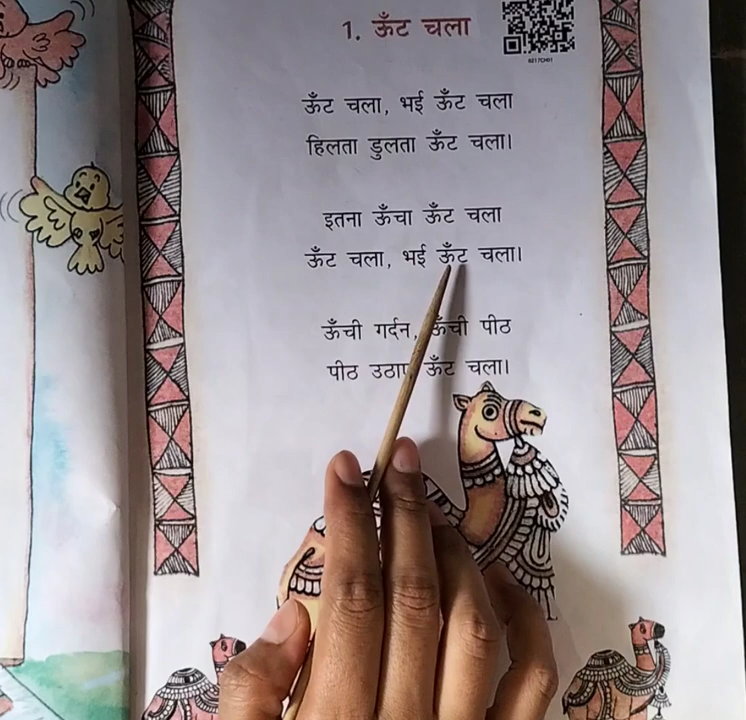 1. ऊँट चला
ऊँट चला, भई ऊँट चला
हिलता डुलता ऊँट चला।
इतना ऊँचा ऊँट चला
ऊँट चला, भई ऊँट चला।
ऊँची गर्दन, ऊँची पीठ
पीठ उठाए ऊँट चला।